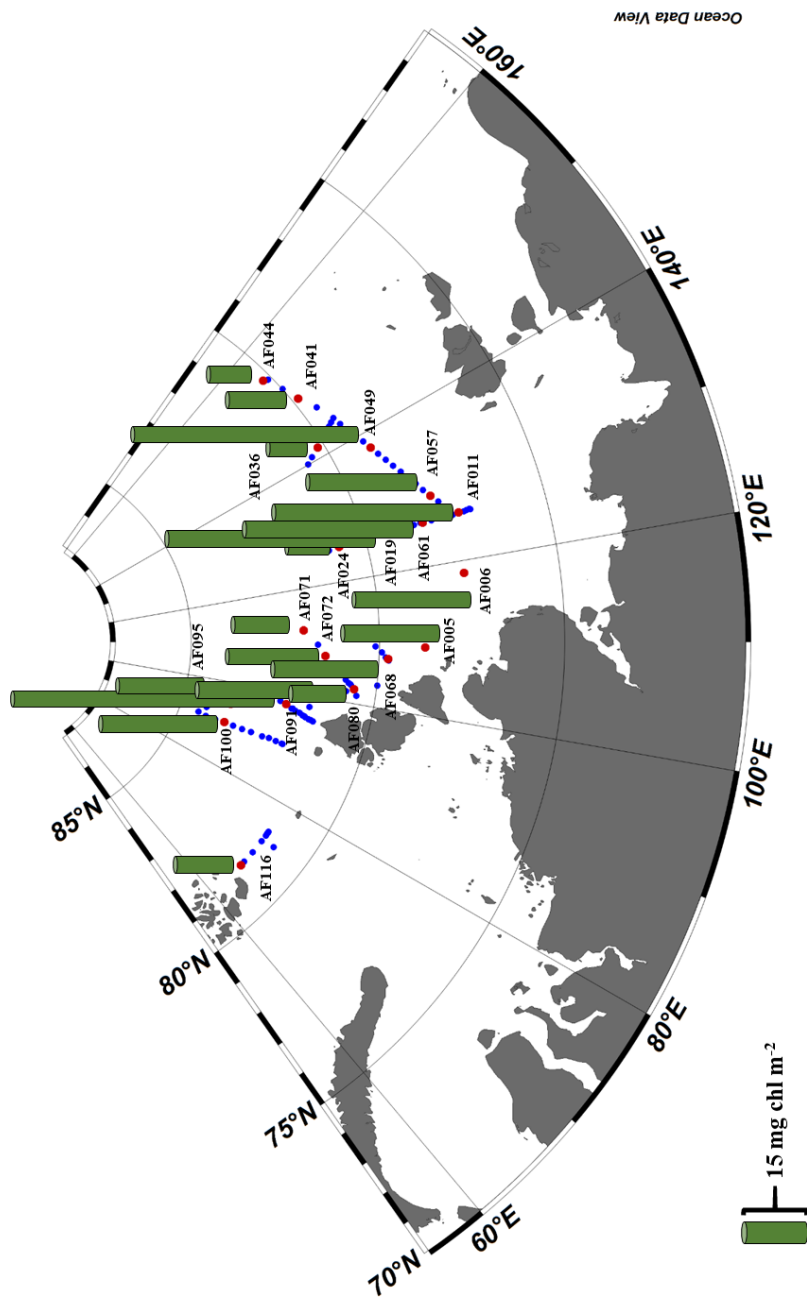 Ocean Data View
160°E
140°E
120°E
100°E
80°E
60°E
85°N
80°N
75°N
70°N
AF044
AF041
AF049
AF036
AF057
AF011
AF019
AF061
AF024
AF006
AF071
AF072
AF005
AF068
AF095
AF080
AF091
AF100
AF116
15 mg chl m⁻²